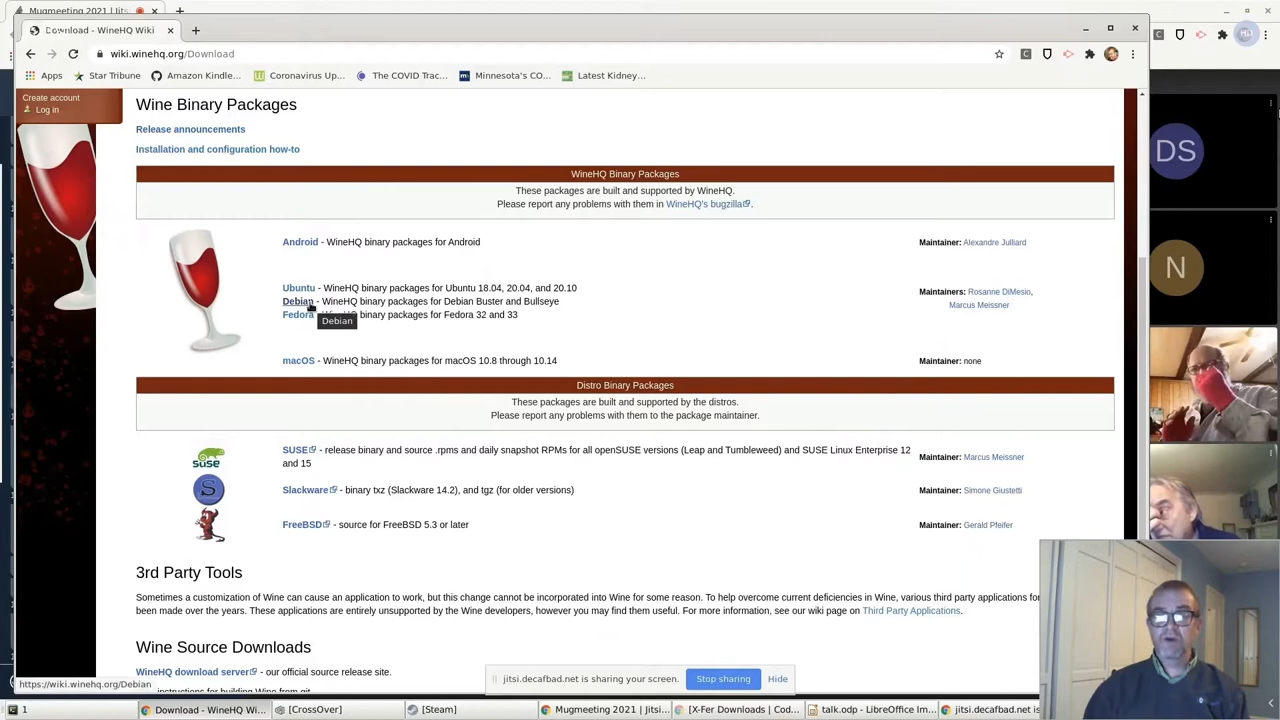 Mugmeeting 2021 | Jits
Download - WineHQ Wiki
wiki.winehq.org/Download
Apps
Star Tribune
Amazon Kindle...
Coronavirus Up...
The COVID Trac...
Minnesota's CO...
Latest Kidney...
Create account
Log in
Wine Binary Packages
Release announcements
Installation and configuration how-to
WineHQ Binary Packages
These packages are built and supported by WineHQ.
Please report any problems with them in WineHQ's bugzilla.
Android - WineHQ binary packages for Android
Maintainer: Alexandre Julliard
Ubuntu - WineHQ binary packages for Ubuntu 18.04, 20.04, and 20.10
Debian - WineHQ binary packages for Debian Buster and Bullseye
Maintainers: Rosanne DiMesio,
Marcus Meissner
Fedora - WineHQ binary packages for Fedora 32 and 33
Debian
macOS - WineHQ binary packages for macOS 10.8 through 10.14
Maintainer: none
Distro Binary Packages
These packages are built and supported by the distros.
Please report any problems with them to the package maintainer.
SUSE - release binary and source .rpms and daily snapshot RPMs for all openSUSE versions (Leap and Tumbleweed) and SUSE Linux Enterprise 12
and 15
Maintainer: Marcus Meissner
SUSE
Slackware - binary txz (Slackware 14.2), and tgz (for older versions)
Maintainer: Simone Giustetti
S
FreeBSD - source for FreeBSD 5.3 or later
Maintainer: Gerald Pfeifer
3rd Party Tools
Sometimes a customization of Wine can cause an application to work, but this change cannot be incorporated into Wine for some reason. To help overcome current deficiencies in Wine, various third party applications
been made over the years. These applications are entirely unsupported by the Wine developers, however you may find them useful. For more information, see our wiki page on Third Party Applications.
Wine Source Downloads
WineHQ download server - our official source release site.
instructions for building Wine from git
https://wiki.winehq.org/Debian
jitsi.decafbad.net is sharing your screen.
Stop sharing
Hide
DS
N
1
Download - WineHQ Wi...
[CrossOver]
[Steam]
Mugmeeting 2021 | Jitsi...
[X-Fer Downloads | Cod...
talk.odp - LibreOffice Im...
jitsi.decafbad.net is